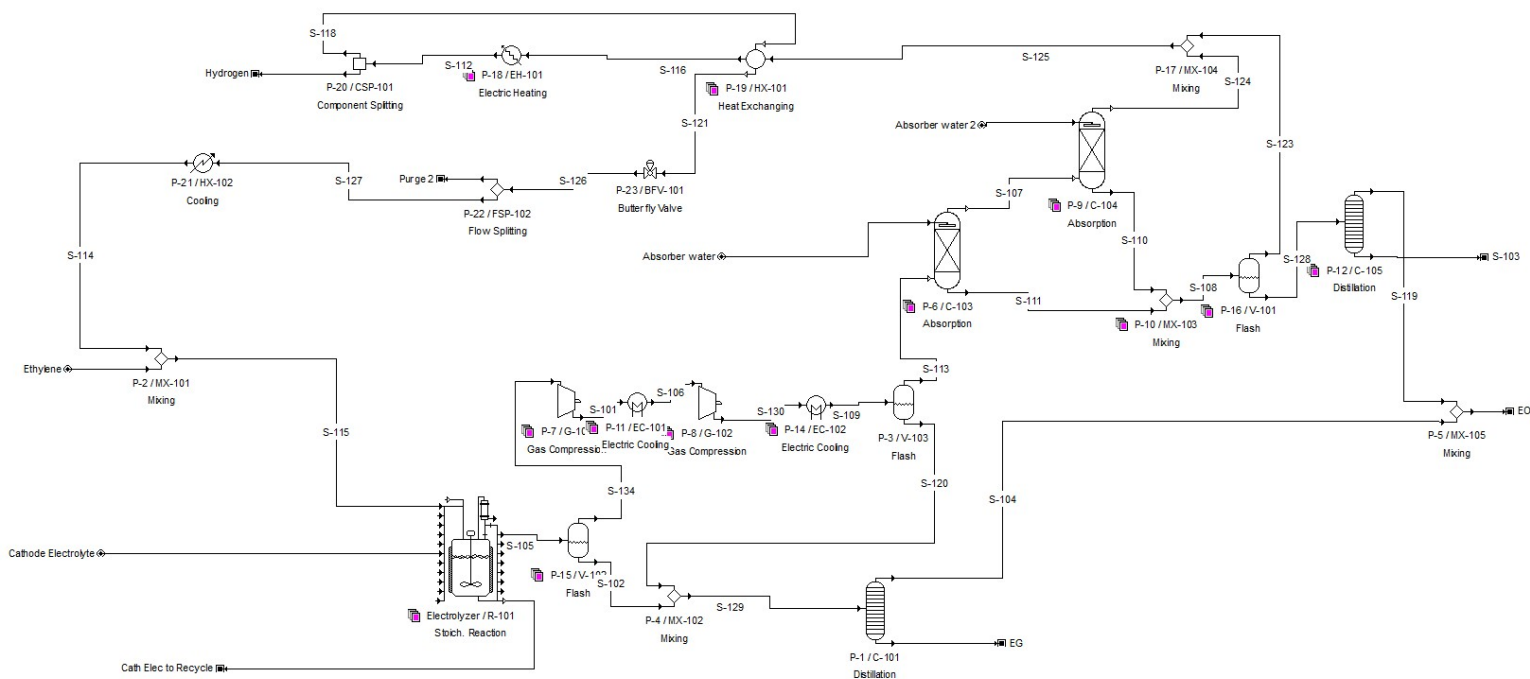 S-118
Hydrogen
P-20 / CSP-101
Component Splitting
S-112
P-18 / EH-101
Electric Heating
S-116
P-19 / HX-101
Heat Exchanging
S-125
P-17 / MX-104
Mixing
S-124
S-121
Absorber water 2
S-123
P-21 / HX-102
Cooling
S-127
Purge 2
P-22 / FSP-102
Flow Splitting
S-126
P-23 / BFV-101
Butterfly Valve
S-107
P-9 / C-104
Absorption
S-110
S-114
Absorber water
P-6 / C-103
Absorption
S-111
P-10 / MX-103
Mixing
S-108
P-16 / V-101
Flash
S-128
P-12 / C-105
Distillation
S-103
S-119
Ethylene
P-2 / MX-101
Mixing
S-115
S-113
P-7 / G-10
Gas Compressio...
S-101
P-11 / EC-101
Electric Cooling
S-106
P-8 / G-102
Gas Compression
S-130
P-14 / EC-102
Electric Cooling
S-109
P-3 / V-103
Flash
S-120
EO
P-5 / MX-105
Mixing
S-134
S-104
Cathode Electrolyte
S-105
P-15 / V-102
Flash
S-102
P-4 / MX-102
Mixing
S-129
Electrolyzer / R-101
Stoich. Reaction
EG
P-1 / C-101
Distillation
Cath Elec to Recycle